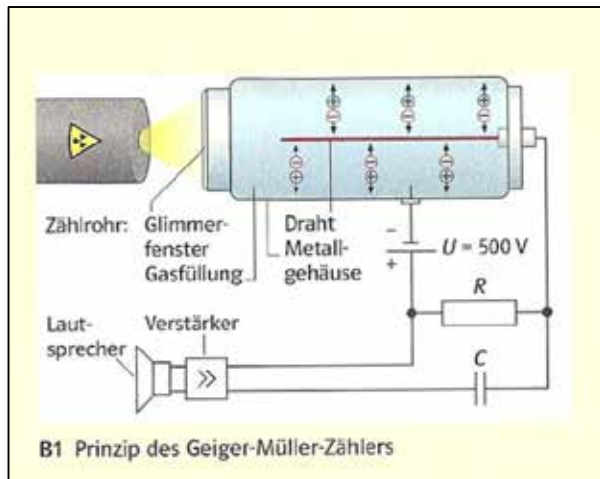 Zählrohr: Glimmer-
fenster
Gasfüllung
Draht
Metall-
gehäuse
−
+
U = 500 V
R
C
Laut-
sprecher
Verstärker
B1 Prinzip des Geiger-Müller-Zählers